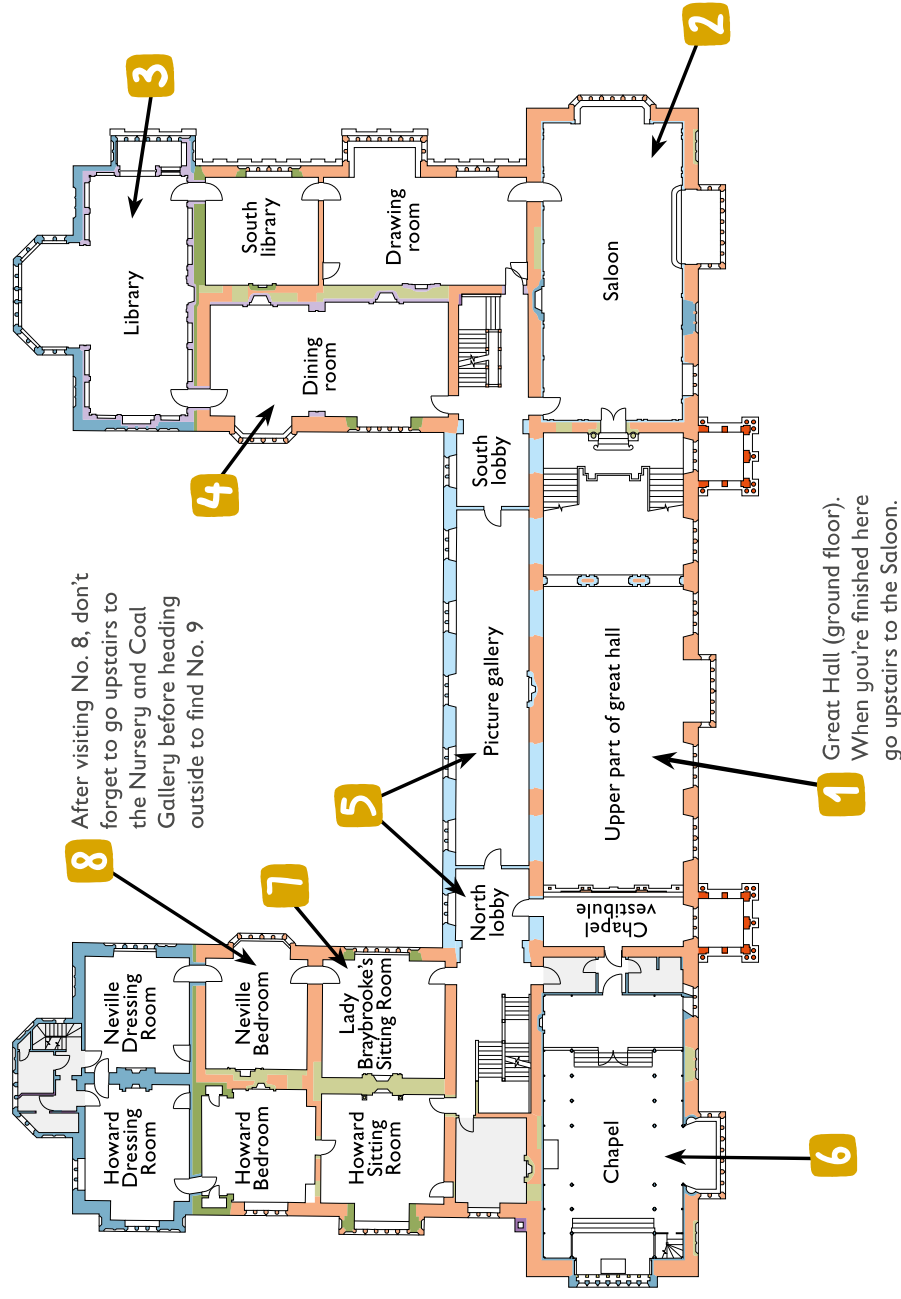 2
3
Library
South
library
Drawing
room
Saloon
Dining
room
4
South
lobby
After visiting No. 8, don't
forget to go upstairs to
the Nursery and Coal
Gallery before heading
outside to find No. 9
Picture gallery
Upper part of great hall
Great Hall (ground floor).
When you're finished here
go upstairs to the Saloon.
1
5
8
7
North
lobby
Chapel
vestibule
Neville
Dressing
Room
Neville
Bedroom
Lady
Braybrooke's
Sitting Room
Howard
Dressing
Room
Howard
Bedroom
Howard
Sitting
Room
Chapel
6